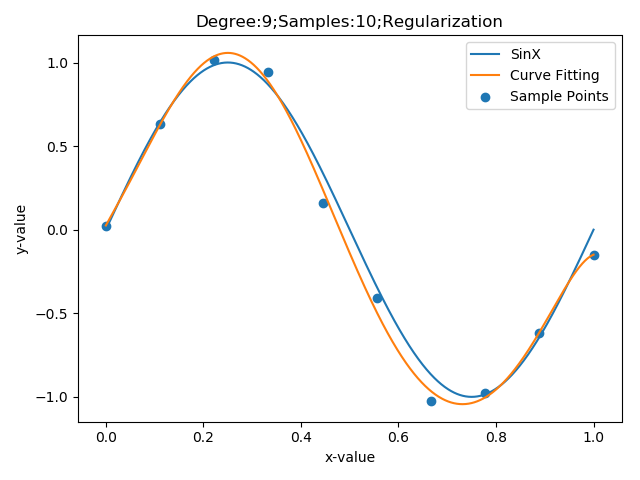 Degree:9;Samples:10;Regularization
SinX
Curve Fitting
Sample Points
1.0
0.5
0.0
−0.5
−1.0
y-value
0.0 0.2 0.4 0.6 0.8 1.0
x-value